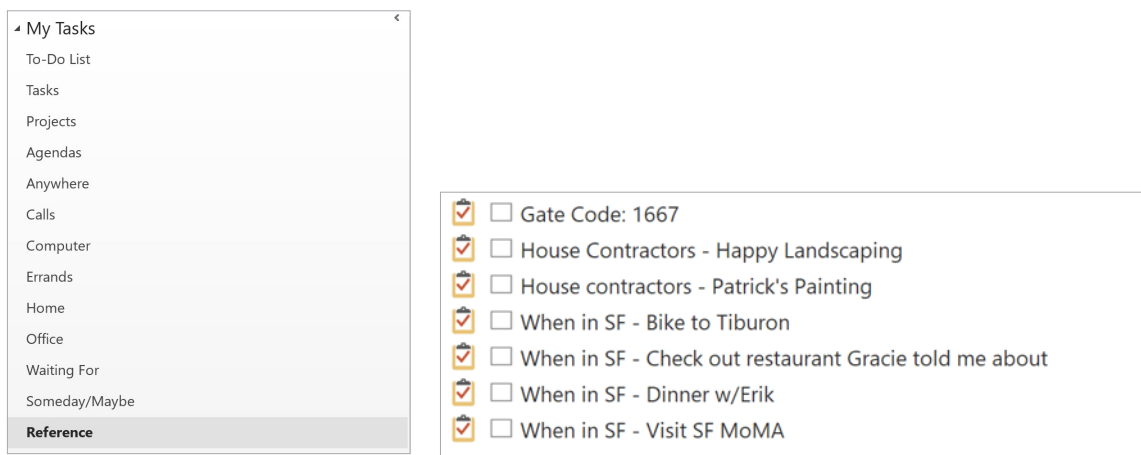 My Tasks
To-Do List
Tasks
Projects
Agendas
Anywhere
Calls
Computer
Errands
Home
Office
Waiting For
Someday/Maybe
Reference
Gate Code: 1667
House Contractors - Happy Landscaping
House contractors - Patrick's Painting
When in SF - Bike to Tiburon
When in SF - Check out restaurant Gracie told me about
When in SF - Dinner w/Erik
When in SF - Visit SF MoMA